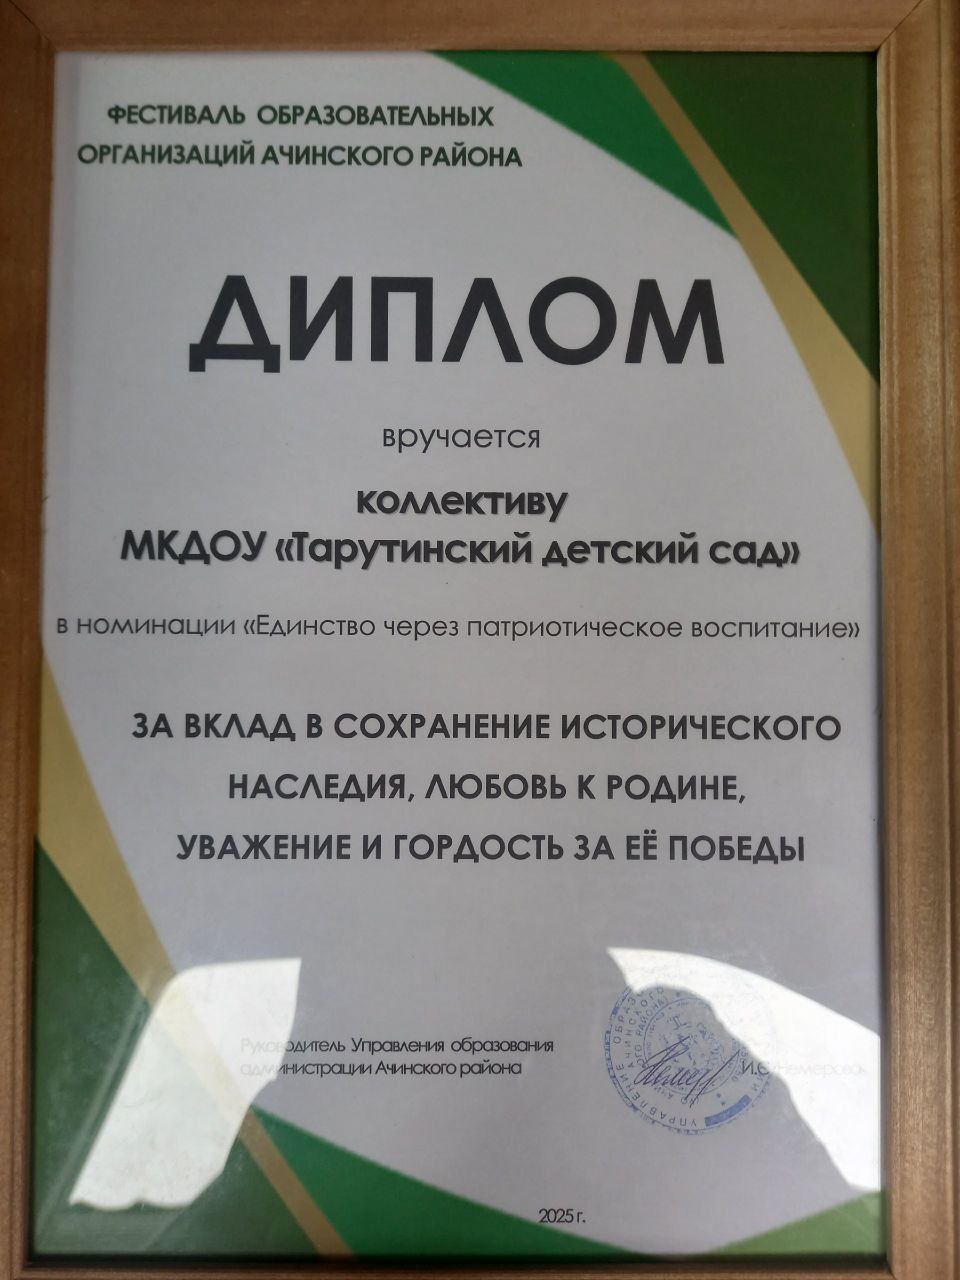 ФЕСТИВАЛЬ ОБРАЗОВАТЕЛЬНЫХ
ОРГАНИЗАЦИЙ АЧИНСКОГО РАЙОНА
ДИПЛОМ
вручается
коллективу
МКДОУ «Тарутинский детский сад»
в номинации «Единство через патриотическое воспитание»
ЗА ВКЛАД В СОХРАНЕНИЕ ИСТОРИЧЕСКОГО
НАСЛЕДИЯ, ЛЮБОВЬ К РОДИНЕ,
УВАЖЕНИЕ И ГОРДОСТЬ ЗА ЕЁ ПОБЕДЫ
Руководитель Управления образования
администрации Ачинского района
И.С. Немерова
2025 г.